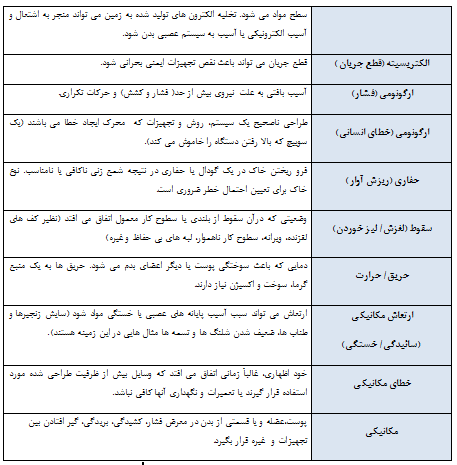 سطح مواد می شود. تخلیه الکترون های تولید شده به زمین می تواند منجر به اشتعال و
آسیب الکترونیکی یا آسیب به سیستم عصبی بدن شود.
الکتریسیته (قطع جریان)
قطع جریان می تواند باعث نقص تجهیزات ایمنی بحرانی شود.
ارگونومی (فشار)
آسیب بافتی به علت نیروی بیش از حد( فشار و کشش) و حرکات تکراری.
ارگونومی (خطای انسانی)
طراحی ناصحیح یک سیستم، روش و تجهیزات که محرک ایجاد خطا می باشند (یک
سوییچ که بالا رفتن دستگاه را خاموش می کند).
حفاری (ریزش آوار)
فرو ریختن خاک در یک گودال یا حفاری در نتیجه شمع زنی ناکافی یا نامناسب. نوع
خاک برای تعیین احتمال خطر ضروری است.
سقوط (لغزش/ لیز خوردن)
وضعیتی که درآن سقوط از بلندی یا سطوح کار معمول اتفاق می افتد (نظیر کف های
لغزنده، ویرانه، سطوح کار ناهموار، لبه های بی حفاظ و غیره)
حریق/ حرارت
دمایی که باعث سوختگی پوست یا دیگر اعضای بدم می شود. حریق ها به یک منبع
گرما، سوخت و اکسیژن نیاز دارند.
ارتعاش مکانیکی
(سائیدگی/ خستگی)
ارتعاش می تواند سبب آسیب پایانه های عصبی یا خستگی مواد شود (سایش زنجیرها و
طناب ها، ضعیف شدن شلنگ ها و تسمه ها مثال هایی در این زمینه هستند).
خطای مکانیکی
خود اظهاری، غالباً زمانی اتفاق می افتد که وسایل بیش از ظرفیت طراحی شده مورد
استفاده قرار گیرند یا تعمیرات و نگهداری آنها کافی نباشد.
مکانیکی
پوست،عضله و یا قسمتی از بدن در معرض فشار، کشیدگی، بریدگی، گیر افتادن بین
تجهیزات و غیره قرار بگیرد.